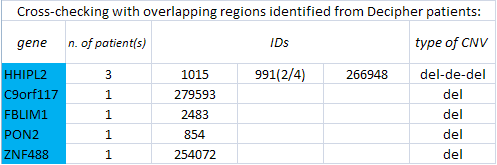 Cross-checking with overlapping regions identified from Decipher patients:
gene n. of patient(s) IDs type of CNV
HHIPL2 3 1015 991(2/4) 266948 del-de-del
C9orf117 1 279593 del
FBLIM1 1 2483 del
PON2 1 854 del
ZNF488 1 254072 del